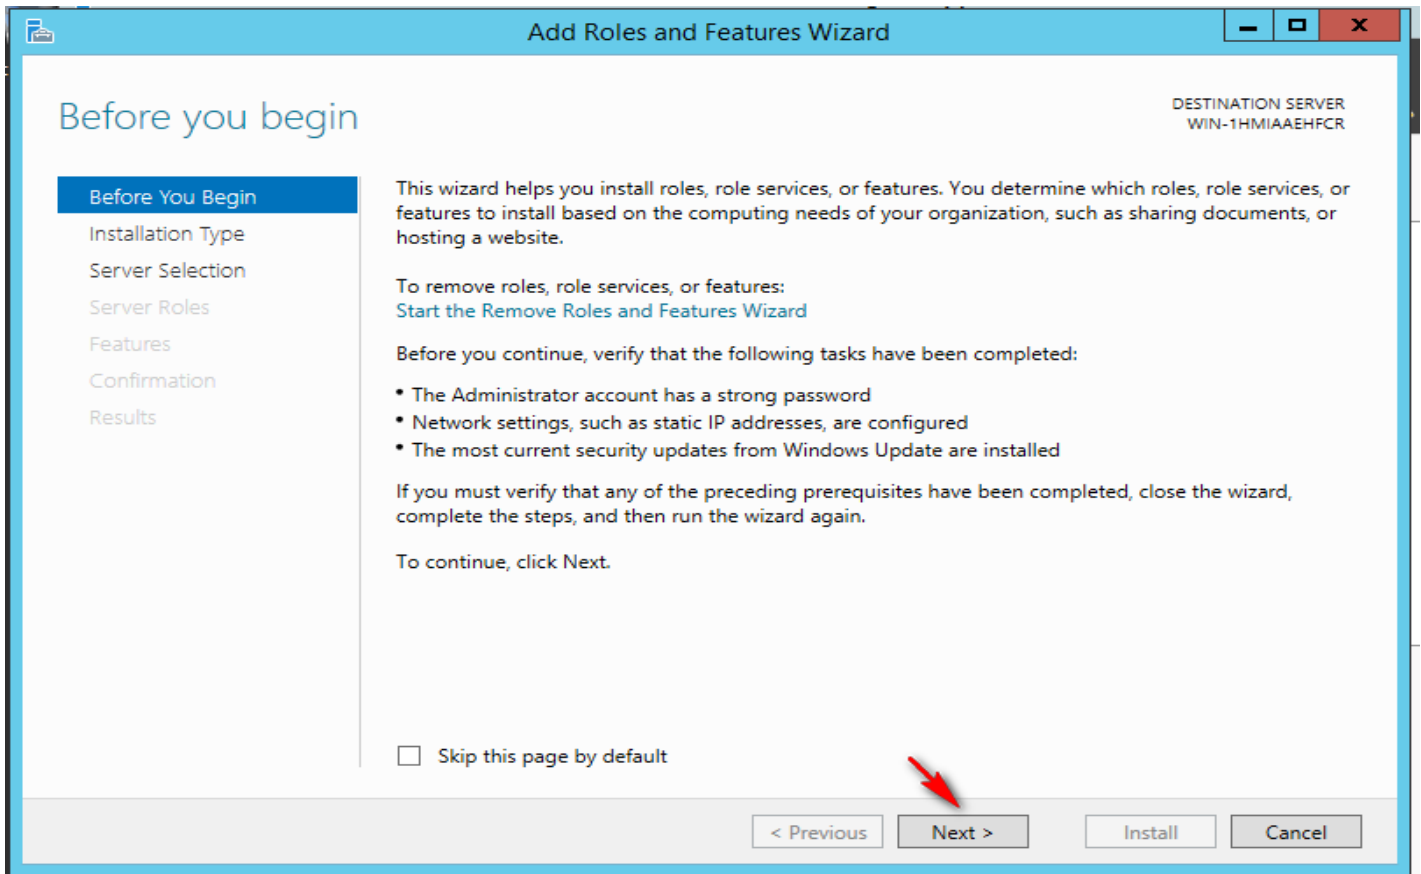 Add Roles and Features Wizard
Before you begin
DESTINATION SERVER
WIN-1HMIAAEHFCR
Before You Begin
Installation Type
Server Selection
Server Roles
Features
Confirmation
Results
This wizard helps you install roles, role services, or features. You determine which roles, role services, or
features to install based on the computing needs of your organization, such as sharing documents, or
hosting a website.
To remove roles, role services, or features:
Start the Remove Roles and Features Wizard
Before you continue, verify that the following tasks have been completed:
• The Administrator account has a strong password
• Network settings, such as static IP addresses, are configured
• The most current security updates from Windows Update are installed
If you must verify that any of the preceding prerequisites have been completed, close the wizard,
complete the steps, and then run the wizard again.
To continue, click Next.
Skip this page by default
< Previous
Next >
Install
Cancel